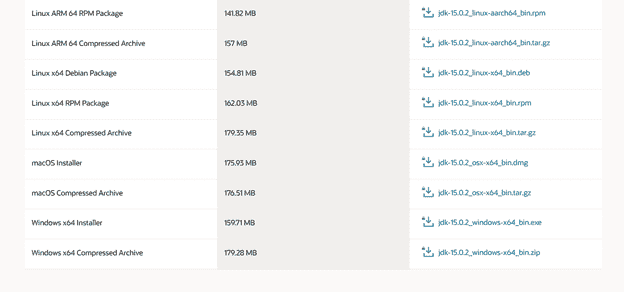 Linux ARM 64 RPM Package 141.82 MB jdk-15.0.2_linux-aarch64_bin.rpm
Linux ARM 64 Compressed Archive 157 MB jdk-15.0.2_linux-aarch64_bin.tar.gz
Linux x64 Debian Package 154.81 MB jdk-15.0.2_linux-x64_bin.deb
Linux x64 RPM Package 162.03 MB jdk-15.0.2_linux-x64_bin.rpm
Linux x64 Compressed Archive 179.35 MB jdk-15.0.2_linux-x64_bin.tar.gz
macOS Installer 175.93 MB jdk-15.0.2_osx-x64_bin.dmg
macOS Compressed Archive 176.51 MB jdk-15.0.2_osx-x64_bin.tar.gz
Windows x64 Installer 159.71 MB jdk-15.0.2_windows-x64_bin.exe
Windows x64 Compressed Archive 179.28 MB jdk-15.0.2_windows-x64_bin.zip